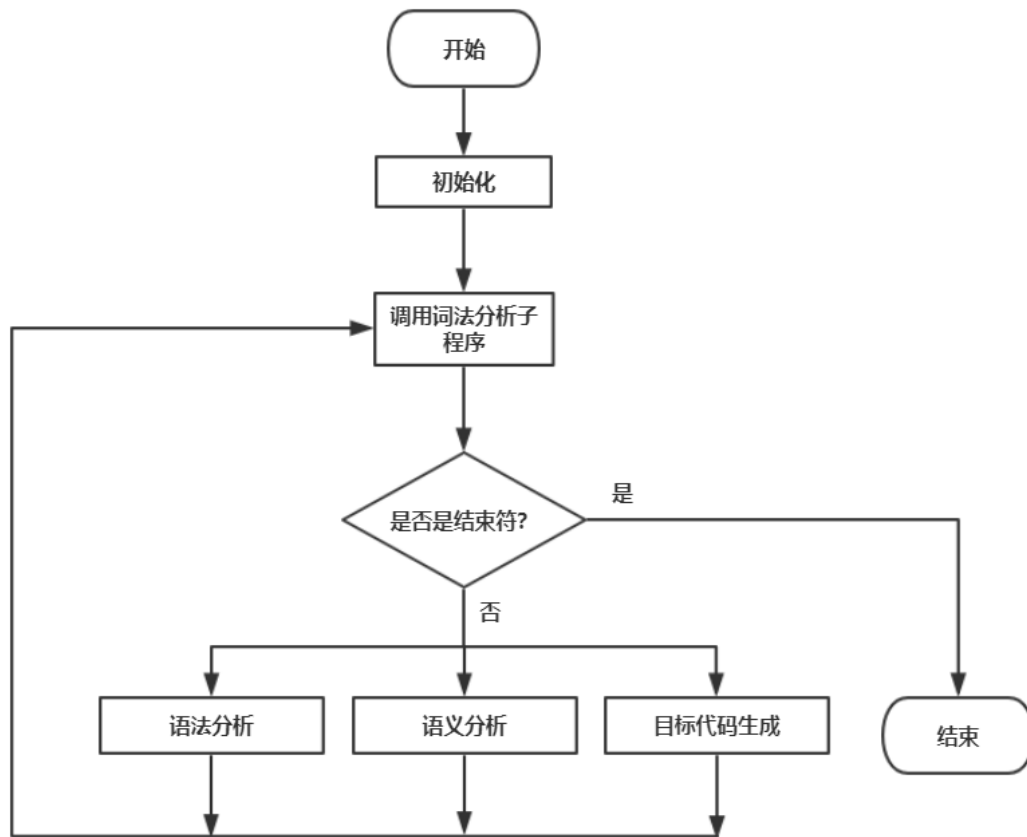 开始
初始化
调用词法分析子
程序
是否是结束符?
是
否
语法分析
语义分析
目标代码生成
结束